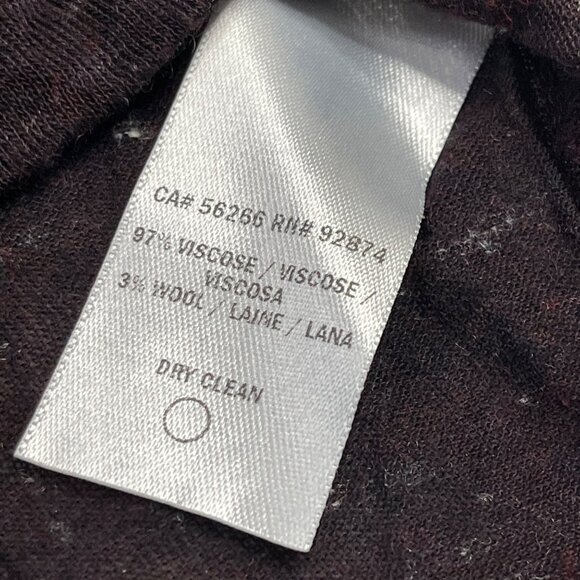 CA# 56266 RN# 92874
97% VISCOSE / VISCOSE /
VISCOSA
3% WOOL / LAINE / LANA
DRY CLEAN